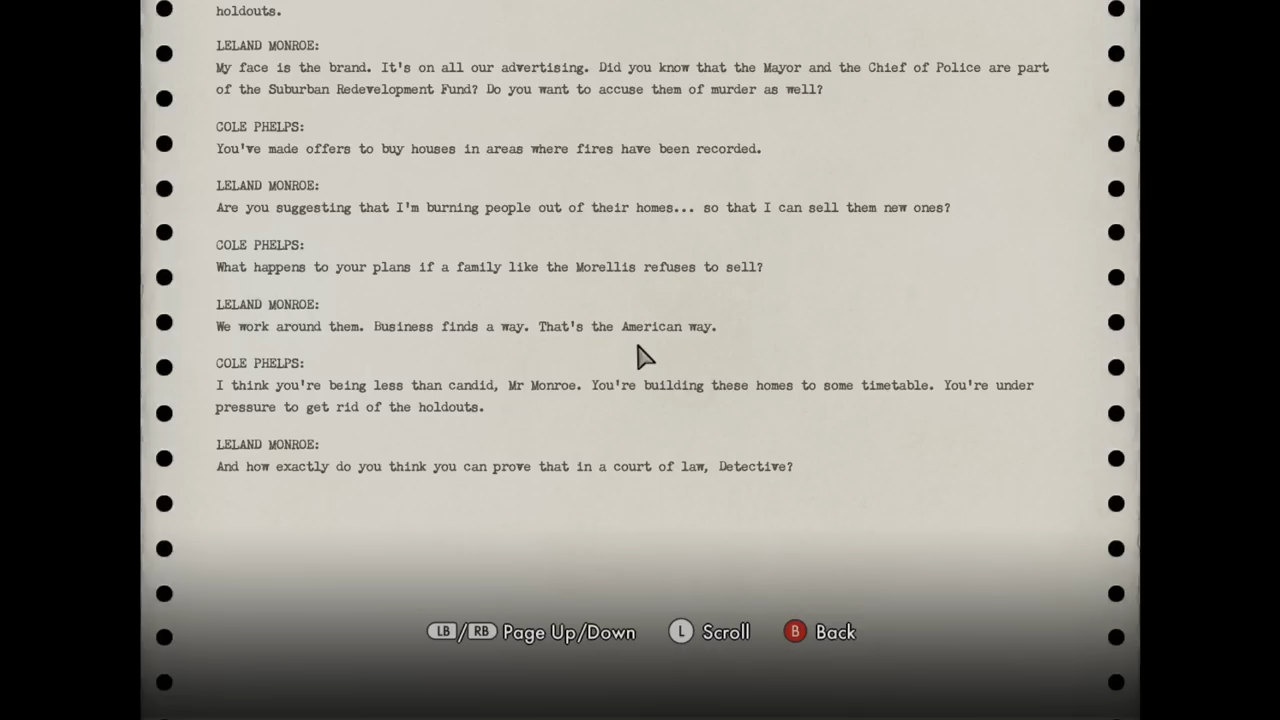 holdouts.
LELAND MONROE:
My face is the brand. It's on all our advertising. Did you know that the Mayor and the Chief of Police are part
of the Suburban Redevelopment Fund? Do you want to accuse them of murder as well?
COLE PHELPS:
You've made offers to buy houses in areas where fires have been recorded.
LELAND MONROE:
Are you suggesting that I'm burning people out of their homes... so that I can sell them new ones?
COLE PHELPS:
What happens to your plans if a family like the Morellis refuses to sell?
LELAND MONROE:
We work around them. Business finds a way. That's the American way.
COLE PHELPS:
I think you're being less than candid, Mr Monroe. You're building these homes to some timetable. You're under
pressure to get rid of the holdouts.
LELAND MONROE:
And how exactly do you think you can prove that in a court of law, Detective?
LB/RB Page Up/Down L Scroll B Back